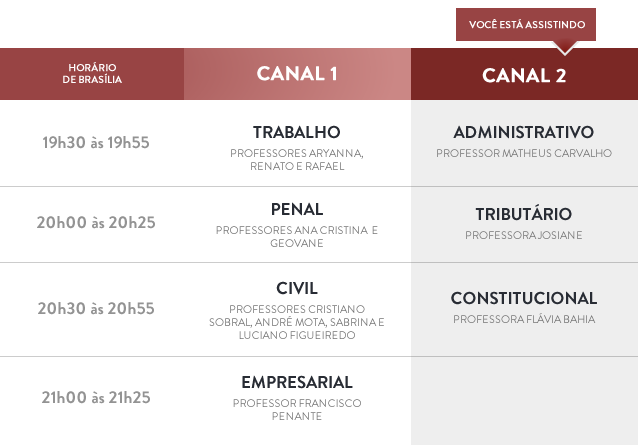 VOCÊ ESTÁ ASSISTINDO
HORÁRIO
DE BRASÍLIA
CANAL 1
CANAL 2
19h30 às 19h55
TRABALHO
PROFESSORES ARYANNA,
RENATO E RAFAEL
ADMINISTRATIVO
PROFESSOR MATHEUS CARVALHO
20h00 às 20h25
PENAL
PROFESSORES ANA CRISTINA E
GEOVANE
TRIBUTÁRIO
PROFESSORA JOSIANE
20h30 às 20h55
CIVIL
PROFESSORES CRISTIANO
SOBRAL, ANDRÉ MOTA, SABRINA E
LUCIANO FIGUEIREDO
CONSTITUCIONAL
PROFESSORA FLÁVIA BAHIA
21h00 às 21h25
EMPRESARIAL
PROFESSOR FRANCISCO
PENANTE